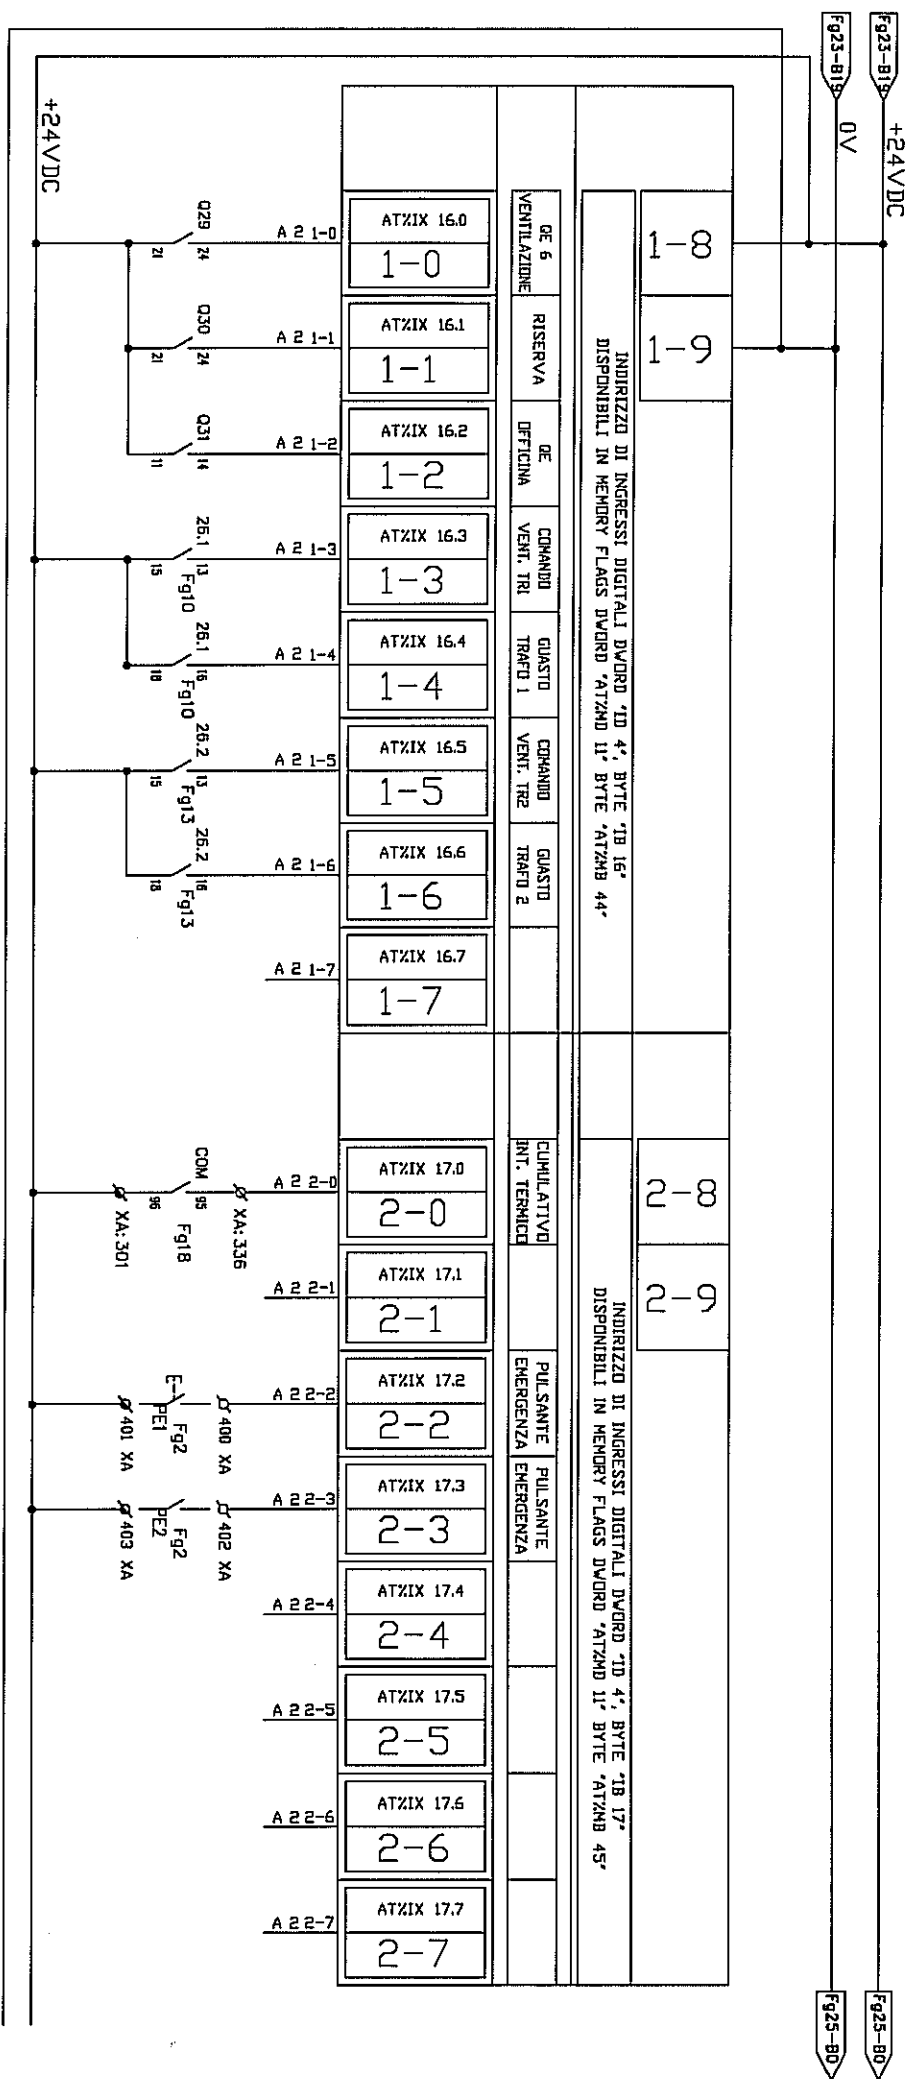 Fg23-B19
+24VDC
Fg23-B19
0V
Fg25-B0
Fg25-B0
1-8
1-9
2-8
2-9
INDIRIZZO DI INGRESSI DIGITALI DWORD "ID 4", BYTE "IB 16"
DISPONIBILI IN MEMORY FLAGS DWORD "AT%MD 11" BYTE "AT%MB 44"
INDIRIZZO DI INGRESSI DIGITALI DWORD "ID 4", BYTE "IB 17"
DISPONIBILI IN MEMORY FLAGS DWORD "AT%MD 11" BYTE "AT%MB 45"
QE 6
VENTILAZIONE
RISERVA
QE
OFFICINA
COMANDO
VENT. TR1
GUASTO
TRAFO 1
COMANDO
VENT. TR2
GUASTO
TRAFO 2
CUMULATIVO
INT. TERMICO
PULSANTE
EMERGENZA
PULSANTE
EMERGENZA
AT%IX 16.0
1-0
AT%IX 16.1
1-1
AT%IX 16.2
1-2
AT%IX 16.3
1-3
AT%IX 16.4
1-4
AT%IX 16.5
1-5
AT%IX 16.6
1-6
AT%IX 16.7
1-7
AT%IX 17.0
2-0
AT%IX 17.1
2-1
AT%IX 17.2
2-2
AT%IX 17.3
2-3
AT%IX 17.4
2-4
AT%IX 17.5
2-5
AT%IX 17.6
2-6
AT%IX 17.7
2-7
A 2 1-0
A 2 1-1
A 2 1-2
A 2 1-3
A 2 1-4
A 2 1-5
A 2 1-6
A 2 1-7
A 2 2-0
A 2 2-1
A 2 2-2
A 2 2-3
A 2 2-4
A 2 2-5
A 2 2-6
A 2 2-7
Q29
24
21
Q30
24
21
Q31
14
11
26.1
13
15
Fg10
26.1
16
18
Fg10
26.2
13
15
Fg13
26.2
16
18
Fg13
XA:336
COM
95
96
Fg18
XA:301
400 XA
E-
PE1
Fg2
401 XA
402 XA
PE2
Fg2
403 XA
+24VDC